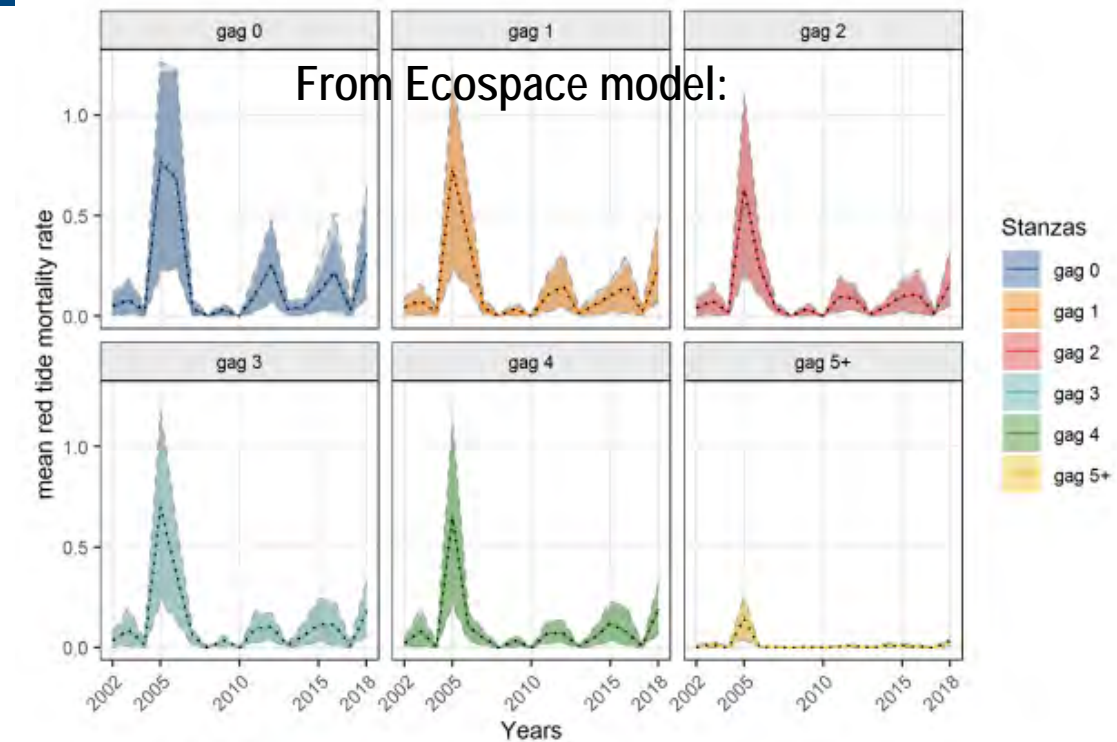 gag 0
gag 1
gag 2
From Ecospace model:
1.0
0.5
0.0
gag 3
gag 4
gag 5+
1.0
0.5
0.0
mean red tide mortality rate
2002
2005
2010
2015
2018
2002
2005
2010
2015
2018
2002
2005
2010
2015
2018
Years
Stanzas
gag 0
gag 1
gag 2
gag 3
gag 4
gag 5+